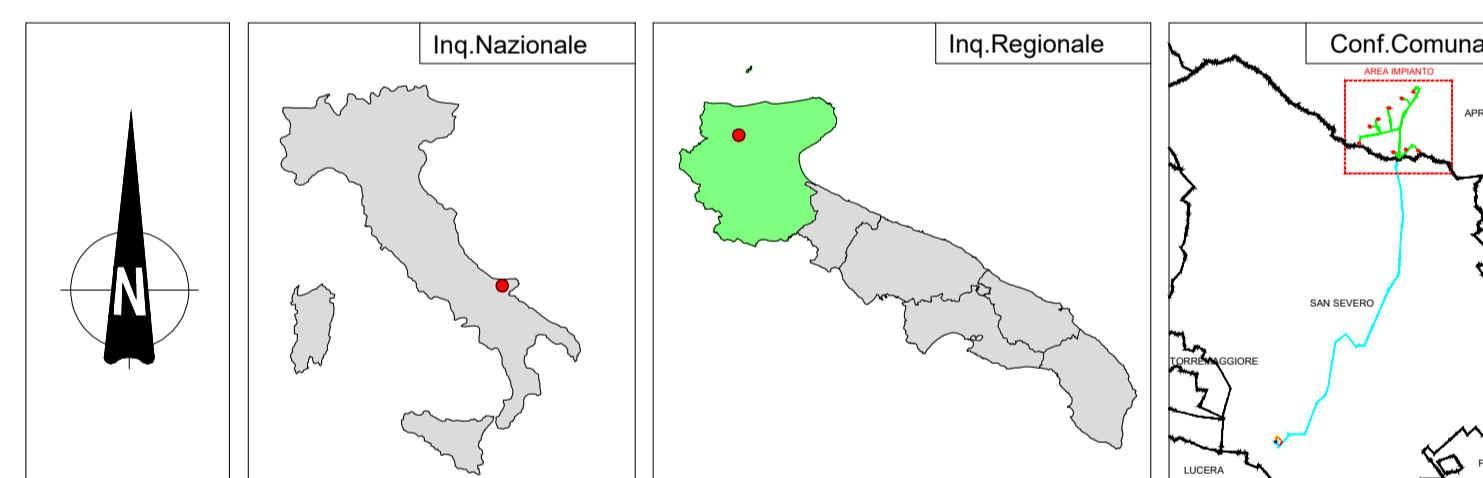 N
Inq.Nazionale
Inq.Regionale
Conf.Comuna
AREA IMPIANTO
APR
SAN SEVERO
TORREMAGGIORE
LUCERA